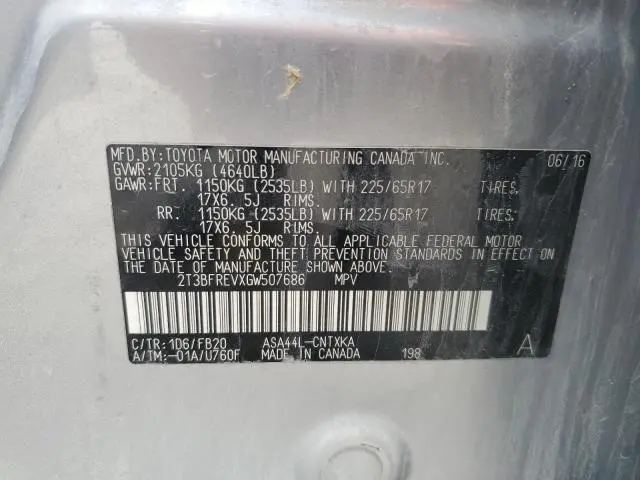 MFD.BY:TOYOTA MOTOR MANUFACTURING CANADA INC. 06/16
GVWR:2105KG (4640LB)
GAWR:FRT. 1150KG (2535LB) WITH 225/65R17 TIRES,
17X6. 5J RIMS.
RR. 1150KG (2535LB) WITH 225/65R17 TIRES,
17X6. 5J RIMS.
THIS VEHICLE CONFORMS TO ALL APPLICABLE FEDERAL MOTOR
VEHICLE SAFETY AND THEFT PREVENTION STANDARDS IN EFFECT ON
THE DATE OF MANUFACTURE SHOWN ABOVE.
2T3BFREVXGW507686 MPV
C/TR:1D6/FB20 ASA44L-CNTXKA
A/TM:-01A/U760F MADE IN CANADA 198 A